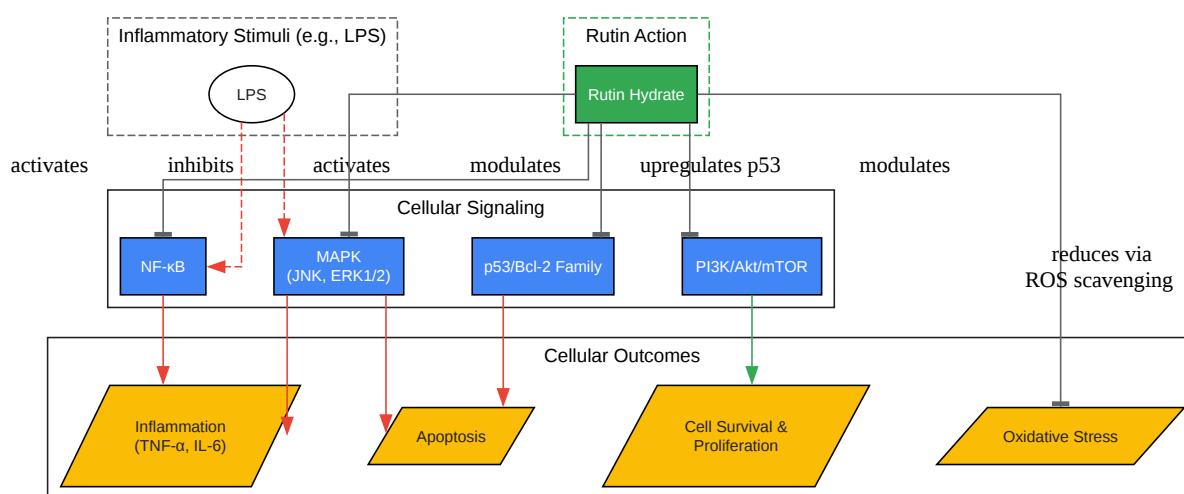 Inflammatory Stimuli (e.g., LPS)
Rutin Action
LPS
Rutin Hydrate
activates
inhibits
activates
modulates
upregulates p53
modulates
Cellular Signaling
NF-κB
MAPK
(JNK, ERK1/2)
p53/Bcl-2 Family
PI3K/Akt/mTOR
reduces via
ROS scavenging
Cellular Outcomes
Inflammation
(TNF-α, IL-6)
Apoptosis
Cell Survival &
Proliferation
Oxidative Stress